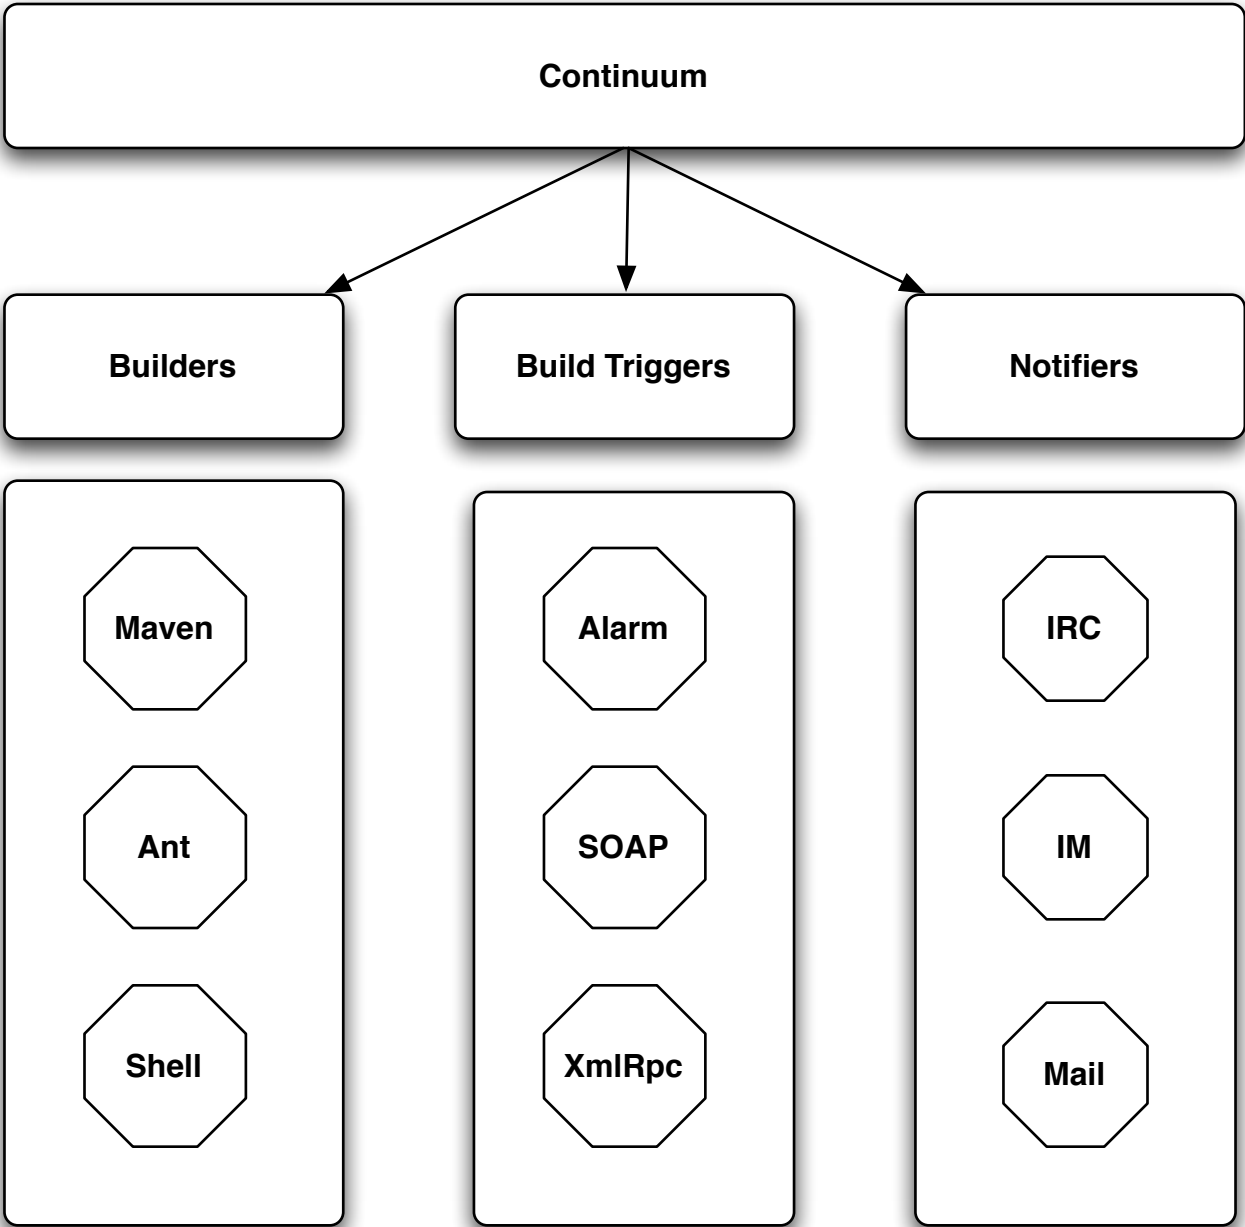 Continuum
Builders
Build Triggers
Notifiers
Maven
Alarm
IRC
Ant
SOAP
IM
Shell
XmlRpc
Mail